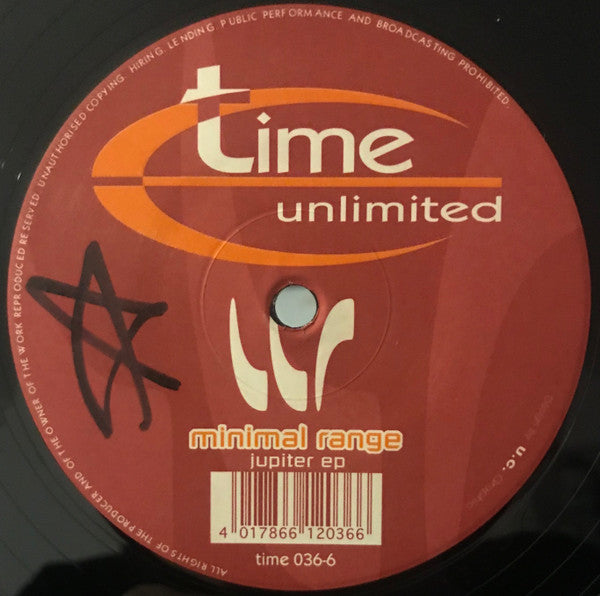 UNAUTHORISED COPYING. HIRING. LENDING. PUBLIC PERFORMANCE AND BROADCASTING PROHIBITED.
time
unlimited
minimal range
jupiter ep
4 017866 120366
time 036-6
ALL RIGHTS OF THE PRODUCER AND OF THE OWNER OF THE WORK REPRODUCED RESERVED.
u.c.